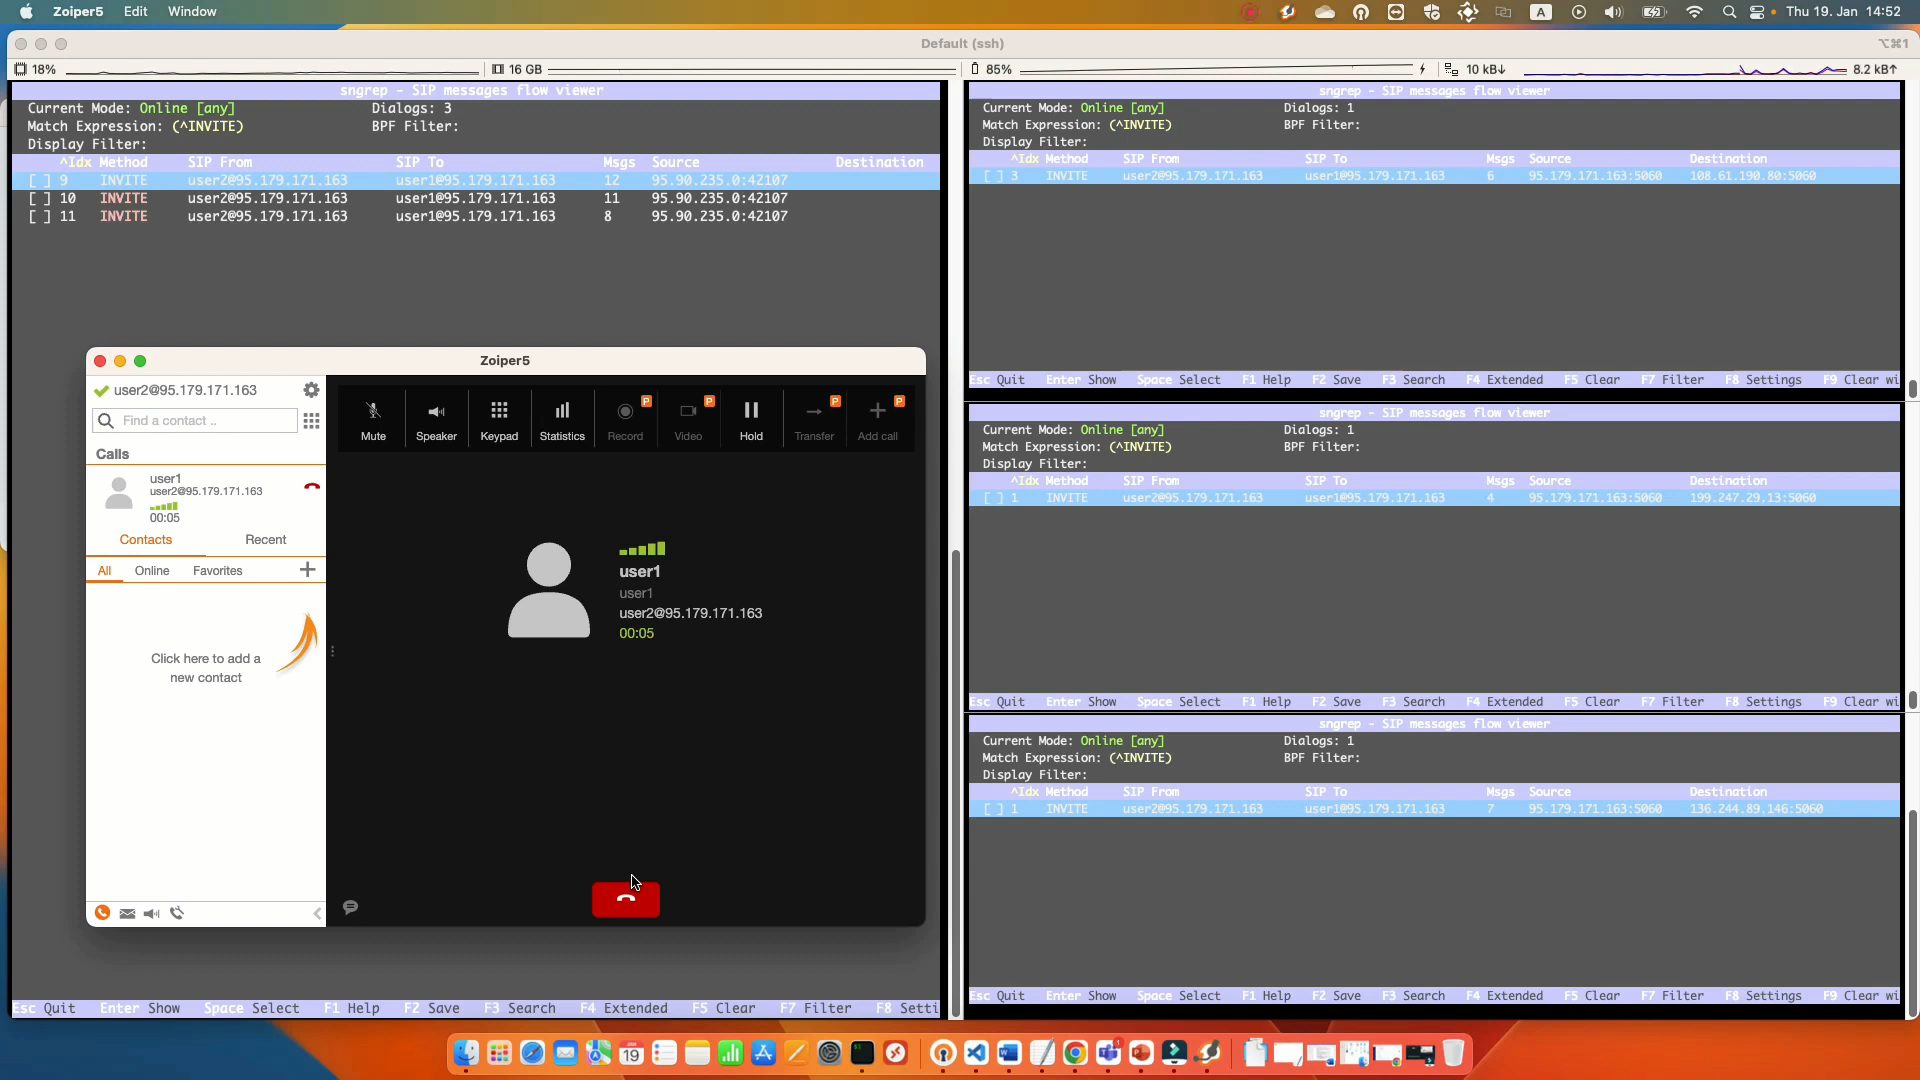 Zoiper5 Edit Window
A Thu 19. Jan 14:52
Default (ssh)
⌥⌘1
18% 16 GB 85% 10 kB↓ 8.2 kB↑
sngrep - SIP messages flow viewer
Current Mode: Online [any] Dialogs: 3
Match Expression: (^INVITE) BPF Filter:
Display Filter:
^Idx Method SIP From SIP To Msgs Source Destination
[ ] 9 INVITE user2@95.179.171.163 user1@95.179.171.163 12 95.90.235.0:42107
[ ] 10 INVITE user2@95.179.171.163 user1@95.179.171.163 11 95.90.235.0:42107
[ ] 11 INVITE user2@95.179.171.163 user1@95.179.171.163 8 95.90.235.0:42107
Zoiper5
user2@95.179.171.163
Find a contact ..
Calls
user1
user2@95.179.171.163
00:05
Contacts Recent
All Online Favorites
Click here to add a
new contact
P P P P
Mute Speaker Keypad Statistics Record Video Hold Transfer Add call
user1
user1
user2@95.179.171.163
00:05
Esc Quit Enter Show Space Select F1 Help F2 Save F3 Search F4 Extended F5 Clear F7 Filter F8 Setti
sngrep - SIP messages flow viewer
Current Mode: Online [any] Dialogs: 1
Match Expression: (^INVITE) BPF Filter:
Display Filter:
^Idx Method SIP From SIP To Msgs Source Destination
[ ] 3 INVITE user2@95.179.171.163 user1@95.179.171.163 6 95.179.171.163:5060 108.61.190.80:5060
Esc Quit Enter Show Space Select F1 Help F2 Save F3 Search F4 Extended F5 Clear F7 Filter F8 Settings F9 Clear wi
sngrep - SIP messages flow viewer
Current Mode: Online [any] Dialogs: 1
Match Expression: (^INVITE) BPF Filter:
Display Filter:
^Idx Method SIP From SIP To Msgs Source Destination
[ ] 1 INVITE user2@95.179.171.163 user1@95.179.171.163 4 95.179.171.163:5060 199.247.29.13:5060
Esc Quit Enter Show Space Select F1 Help F2 Save F3 Search F4 Extended F5 Clear F7 Filter F8 Settings F9 Clear wi
sngrep - SIP messages flow viewer
Current Mode: Online [any] Dialogs: 1
Match Expression: (^INVITE) BPF Filter:
Display Filter:
^Idx Method SIP From SIP To Msgs Source Destination
[ ] 1 INVITE user2@95.179.171.163 user1@95.179.171.163 7 95.179.171.163:5060 136.244.89.146:5060
Esc Quit Enter Show Space Select F1 Help F2 Save F3 Search F4 Extended F5 Clear F7 Filter F8 Settings F9 Clear wi
19